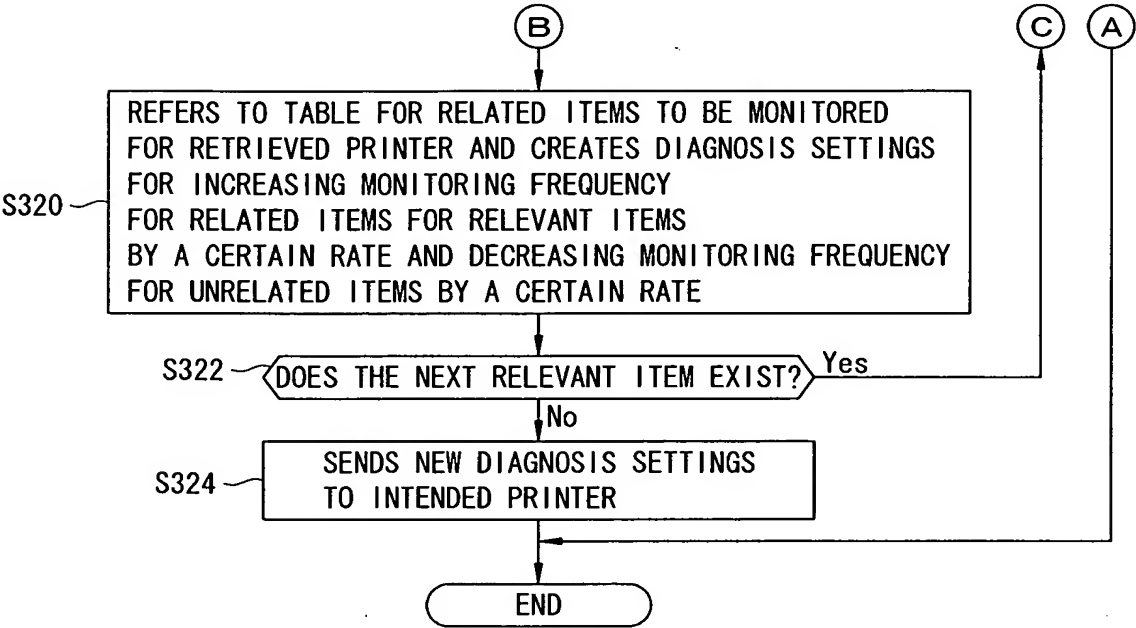 B
C
A
REFERS TO TABLE FOR RELATED ITEMS TO BE MONITORED
FOR RETRIEVED PRINTER AND CREATES DIAGNOSIS SETTINGS
FOR INCREASING MONITORING FREQUENCY
S320
FOR RELATED ITEMS FOR RELEVANT ITEMS
BY A CERTAIN RATE AND DECREASING MONITORING FREQUENCY
FOR UNRELATED ITEMS BY A CERTAIN RATE
S322
DOES THE NEXT RELEVANT ITEM EXIST?
Yes
No
S324
SENDS NEW DIAGNOSIS SETTINGS
TO INTENDED PRINTER
END